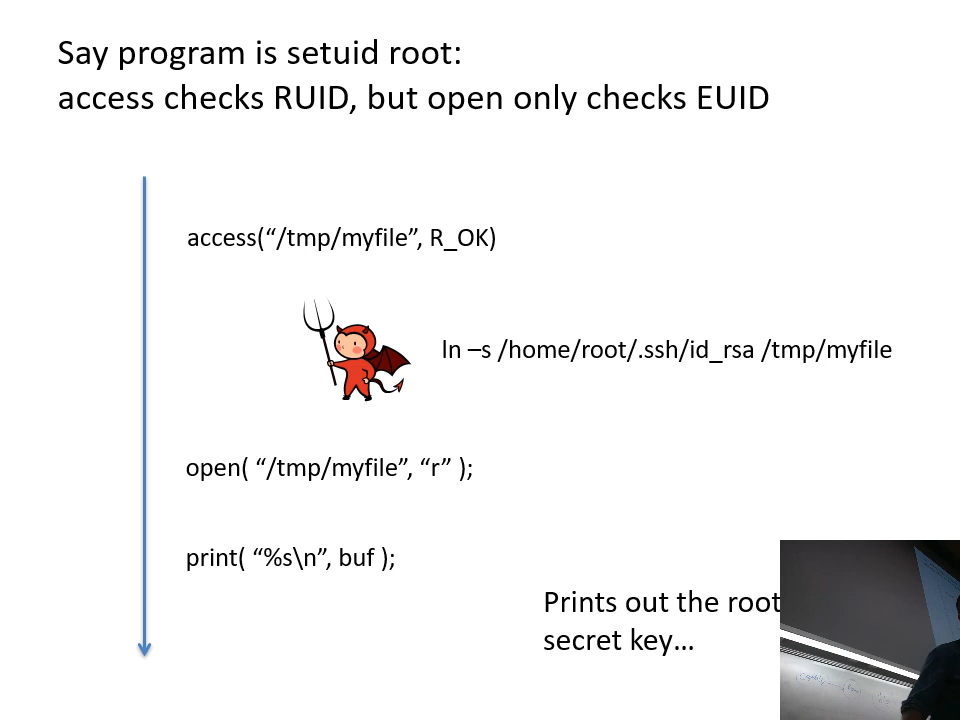 Say program is setuid root:
access checks RUID, but open only checks EUID
access(“/tmp/myfile”, R_OK)
ln –s /home/root/.ssh/id_rsa /tmp/myfile
open( “/tmp/myfile”, “r” );
print( “%s\n”, buf );
Prints out the root
secret key…